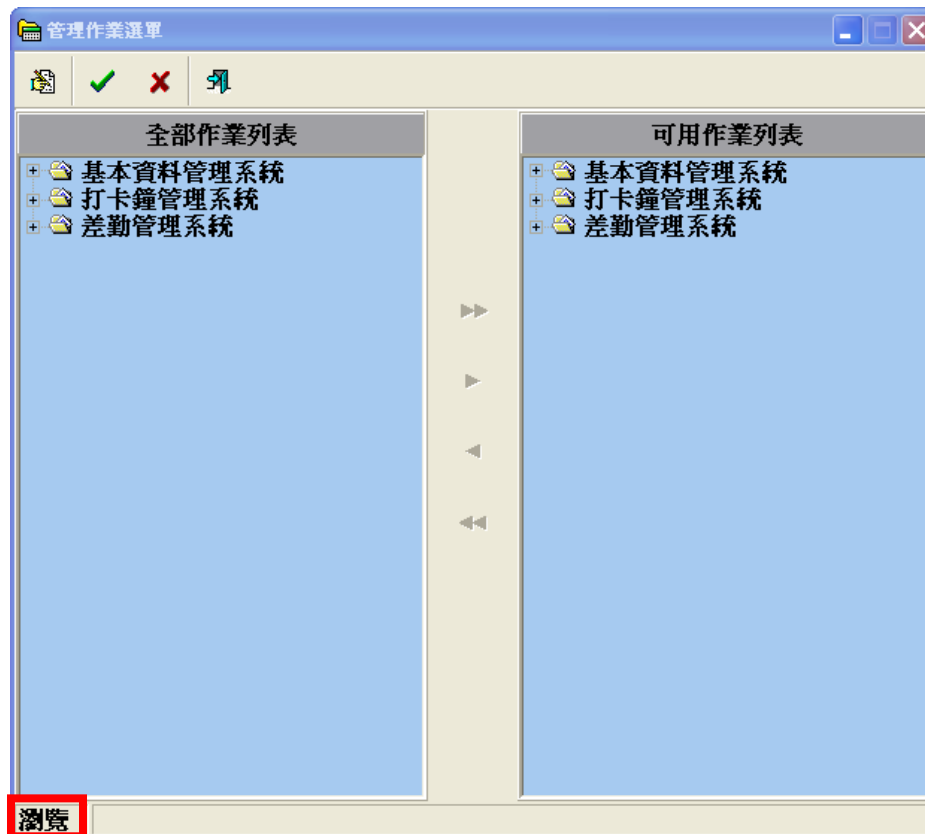 管理作業選單
全部作業列表
基本資料管理系統
打卡鐘管理系統
差勤管理系統
可用作業列表
基本資料管理系統
打卡鐘管理系統
差勤管理系統
瀏覽